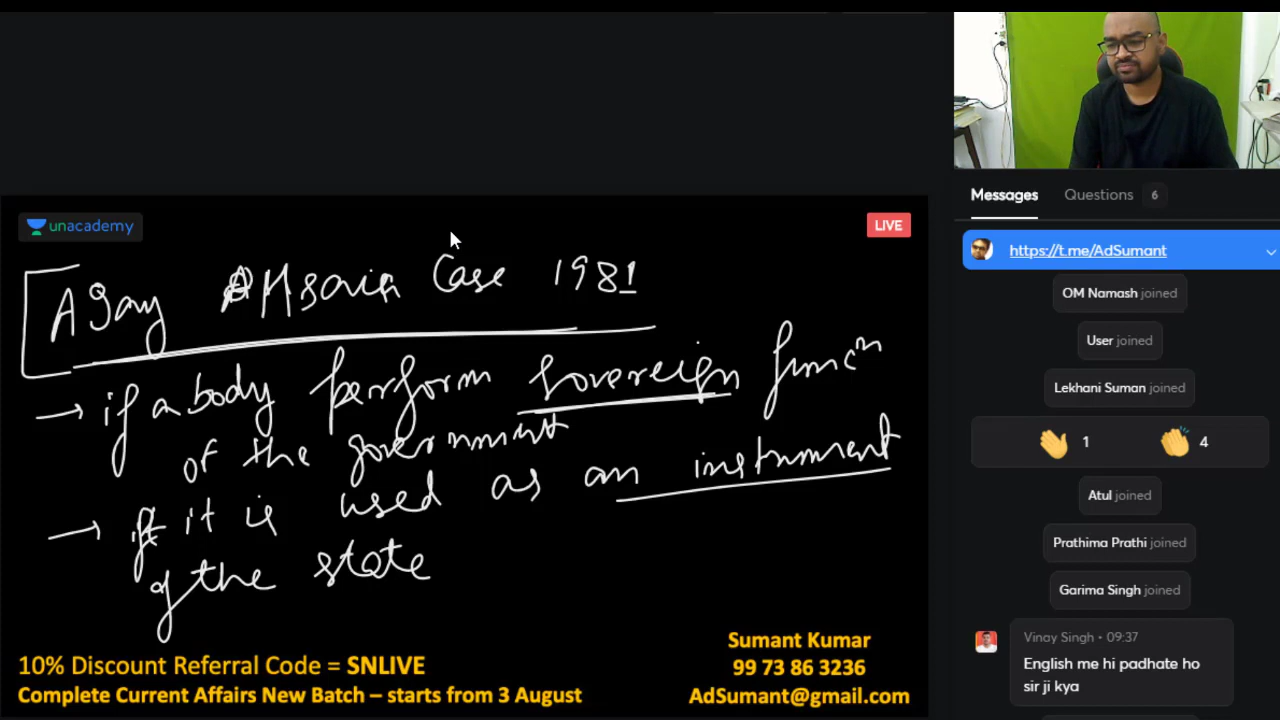 unacademy
LIVE
Agay Hsain Case 1981
→ if a body perform sovereign funcⁿ
of the government
→ if it is used as an instrument
of the state
10% Discount Referral Code = SNLIVE
Complete Current Affairs New Batch – starts from 3 August
Sumant Kumar
99 73 86 3236
AdSumant@gmail.com
Messages Questions 6
https://t.me/AdSumant
OM Namash joined
User joined
Lekhani Suman joined
1 4
Atul joined
Prathima Prathi joined
Garima Singh joined
Vinay Singh • 09:37
English me hi padhate ho
sir ji kya